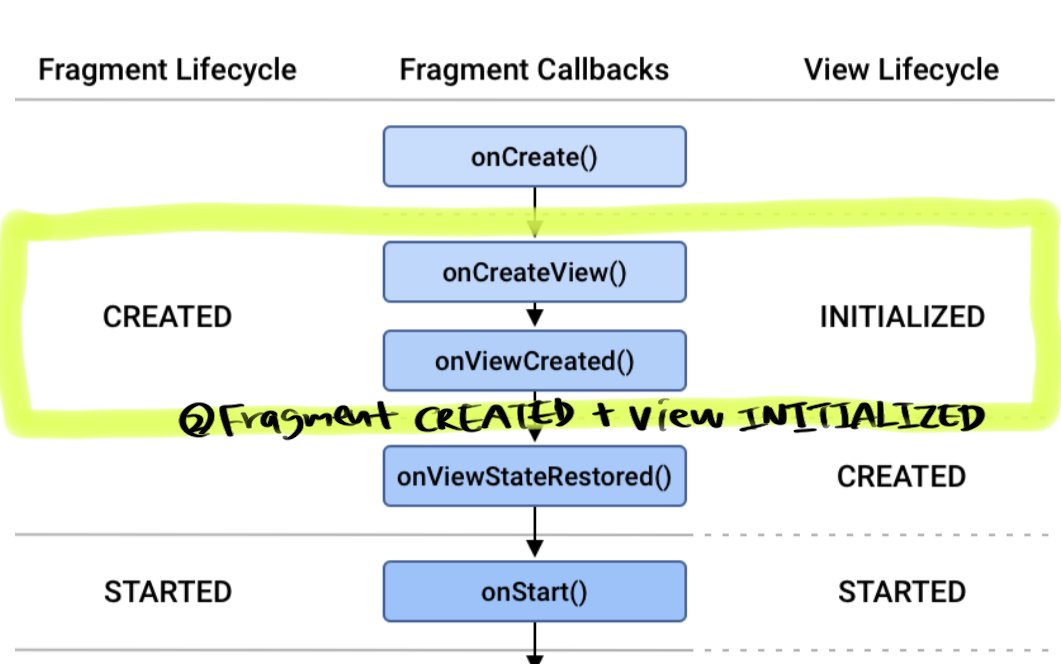 Fragment Lifecycle Fragment Callbacks View Lifecycle
onCreate()
onCreateView()
CREATED INITIALIZED
onViewCreated()
②Fragment CREATED + View INITIALIZED
onViewStateRestored() CREATED
STARTED onStart() STARTED